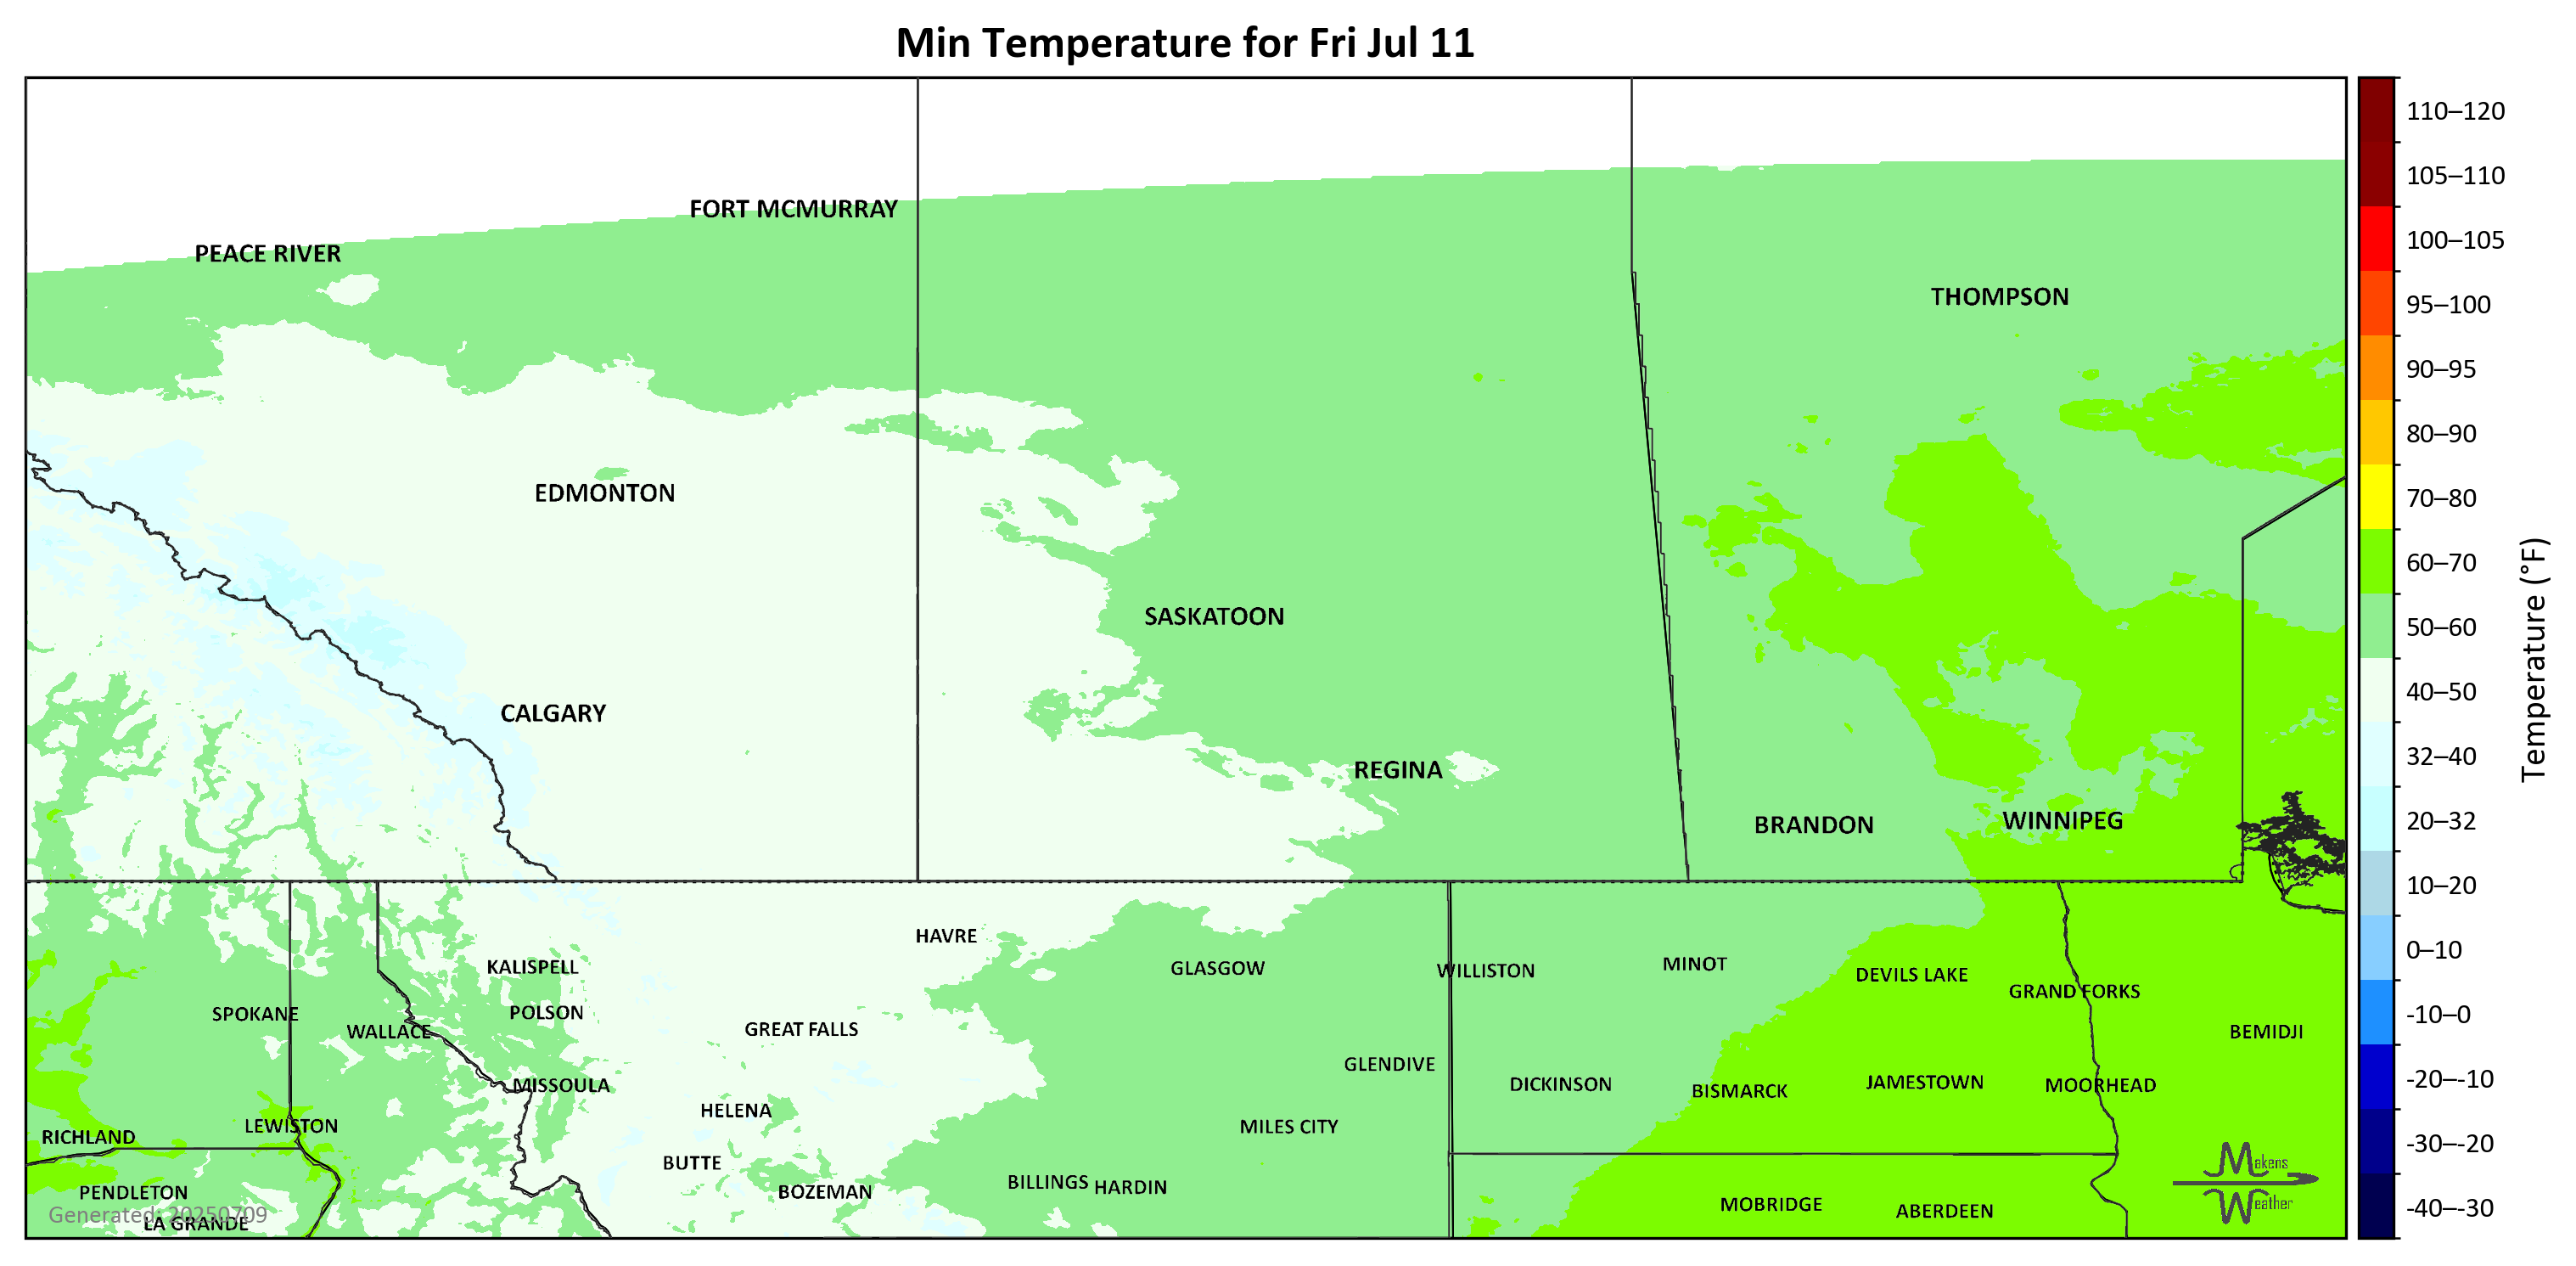 Min Temperature for Fri Jul 11
110–120
105–110
100–105
95–100
90–95
80–90
70–80
60–70
50–60
40–50
32–40
20–32
10–20
0–10
-10–0
-20–-10
-30–-20
-40–-30
Temperature (°F)
FORT MCMURRAY
PEACE RIVER
THOMPSON
EDMONTON
SASKATOON
CALGARY
REGINA
BRANDON
WINNIPEG
HAVRE
KALISPELL
GLASGOW
WILLISTON
MINOT
DEVILS LAKE
GRAND FORKS
SPOKANE
POLSON
WALLACE
GREAT FALLS
BEMIDJI
GLENDIVE
MISSOULA
DICKINSON
BISMARCK
JAMESTOWN
MOORHEAD
HELENA
LEWISTON
MILES CITY
RICHLAND
BUTTE
BILLINGS
HARDIN
BOZEMAN
PENDLETON
MOBRIDGE
ABERDEEN
LA GRANDE
Generated: 20250709
Makens
Weather